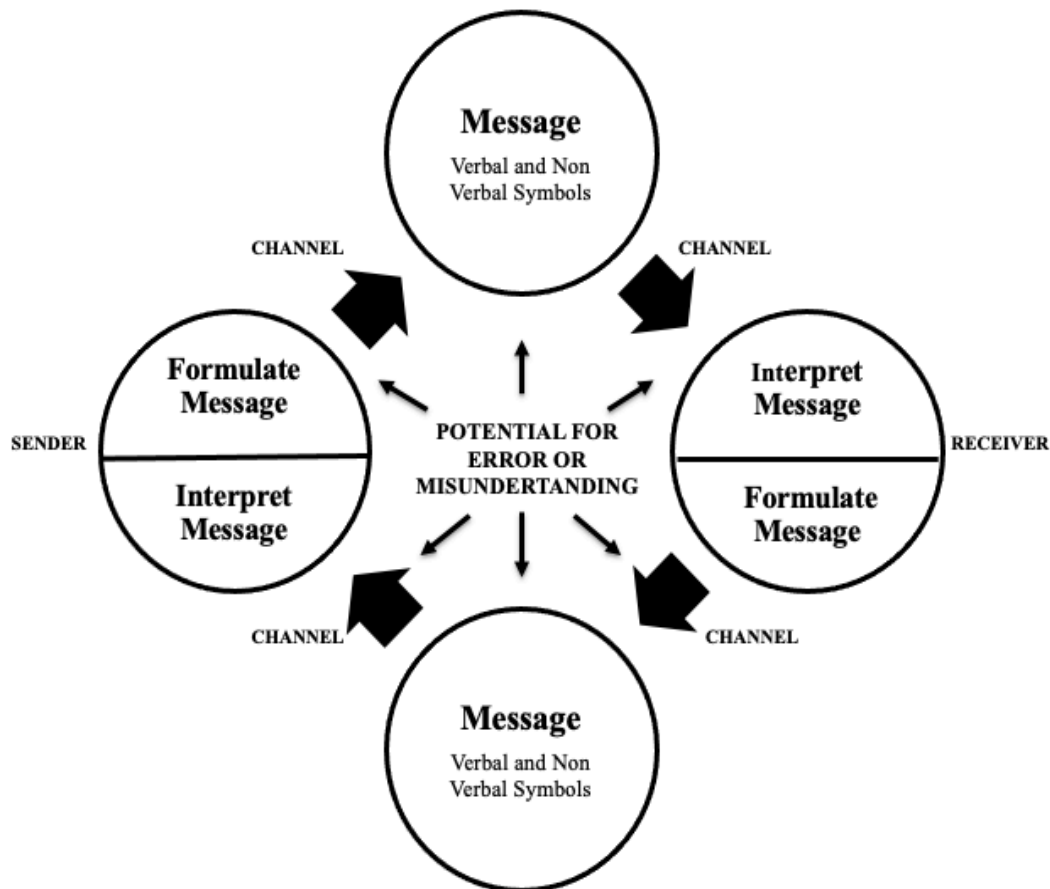 Message
Verbal and Non
Verbal Symbols
CHANNEL
CHANNEL
Formulate
Message
Interpret
Message
SENDER
POTENTIAL FOR
ERROR OR
MISUNDERTANDING
Interpret
Message
Formulate
Message
RECEIVER
CHANNEL
CHANNEL
Message
Verbal and Non
Verbal Symbols